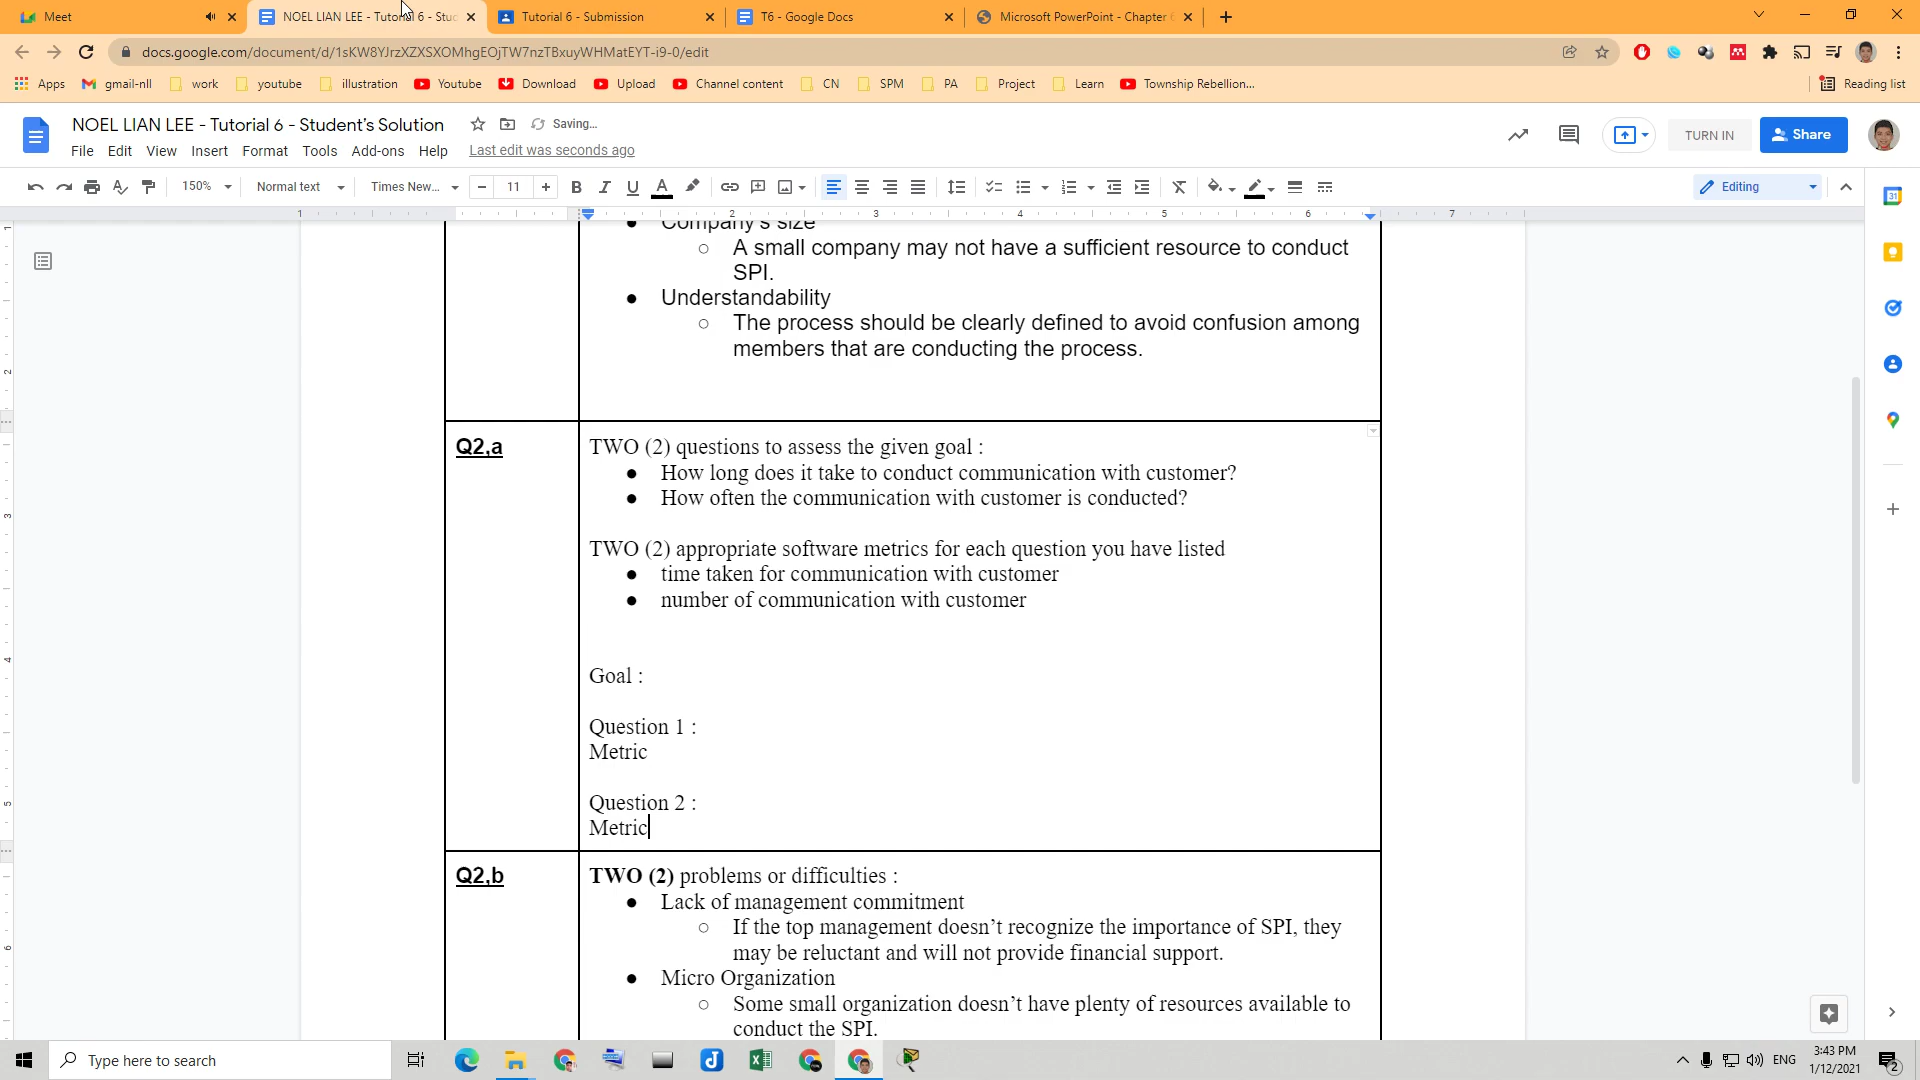 Meet
NOEL LIAN LEE - Tutorial 6 - Stuc
Tutorial 6 - Submission
T6 - Google Docs
Microsoft PowerPoint - Chapter 6
docs.google.com/document/d/1sKW8YJrzXZXSXOMhgEOjTW7nzTBxuyWHMatEYT-i9-0/edit
Apps
gmail-nll
work
youtube
illustration
Youtube
Download
Upload
Channel content
CN
SPM
PA
Project
Learn
Township Rebellion...
Reading list
NOEL LIAN LEE - Tutorial 6 - Student's Solution
Saving...
File Edit View Insert Format Tools Add-ons Help
Last edit was seconds ago
TURN IN
Share
150%
Normal text
Times New...
11
Editing
1 2 3 4 5 6 7
Company's size
○ A small company may not have a sufficient resource to conduct
SPI.
● Understandability
○ The process should be clearly defined to avoid confusion among
members that are conducting the process.
Q2,a
TWO (2) questions to assess the given goal :
● How long does it take to conduct communication with customer?
● How often the communication with customer is conducted?
TWO (2) appropriate software metrics for each question you have listed
● time taken for communication with customer
● number of communication with customer
Goal :
Question 1 :
Metric
Question 2 :
Metric
Q2,b
TWO (2) problems or difficulties :
● Lack of management commitment
○ If the top management doesn't recognize the importance of SPI, they
may be reluctant and will not provide financial support.
● Micro Organization
○ Some small organization doesn't have plenty of resources available to
conduct the SPI.
Type here to search
ENG
3:43 PM
1/12/2021
2